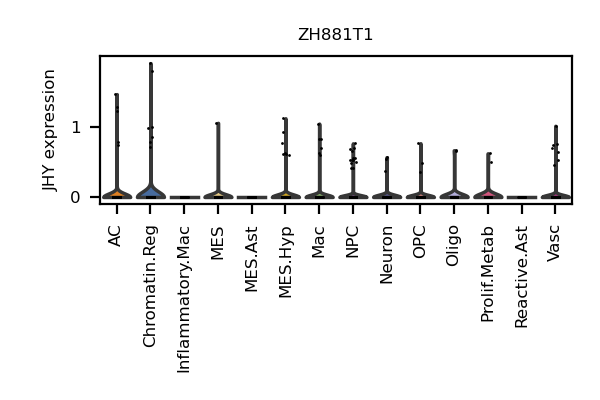 ZH881T1
JHY expression
1
0
AC
Chromatin.Reg
Inflammatory.Mac
MES
MES.Ast
MES.Hyp
Mac
NPC
Neuron
OPC
Oligo
Prolif.Metab
Reactive.Ast
Vasc